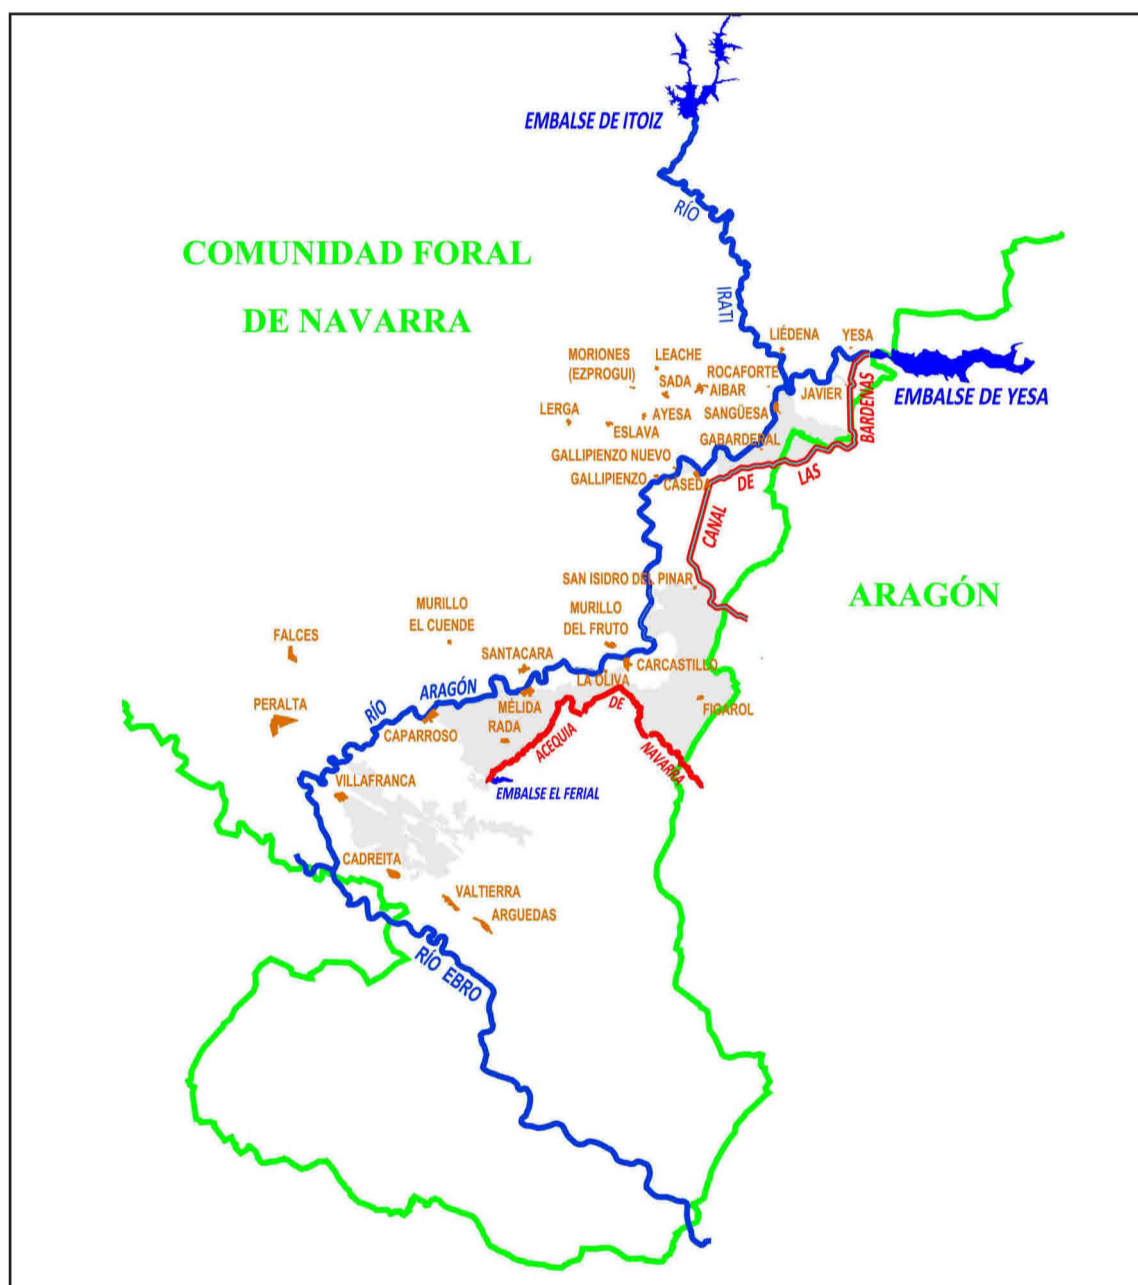 EMBALSE DE ITOIZ
RÍO
IRATI
COMUNIDAD FORAL
DE NAVARRA
LIÉDENA
YESA
MORIONES
(EZPROGUI)
LEACHE
SADA
ROCAFORTE
AIBAR
JAVIER
EMBALSE DE YESA
LERGA
AYESA
SANGÜESA
ESLAVA
GABARDERAL
GALLIPIENZO NUEVO
GALLIPIENZO
CASEDA
CANAL
DE
LAS
BARDENAS
SAN ISIDRO DEL PINAR
ARAGÓN
MURILLO
EL CUENDE
MURILLO
DEL FRUTO
FALCES
SANTACARA
CARCASTILLO
LA OLIVA
RÍO
ARAGÓN
PERALTA
MÉLIDA
FIGAROL
CAPARROSO
RADA
ACEQUIA
DE
NAVARRA
VILLAFRANCA
EMBALSE EL FERIAL
CADREITA
VALTIERRA
ARGUEDAS
RÍO EBRO